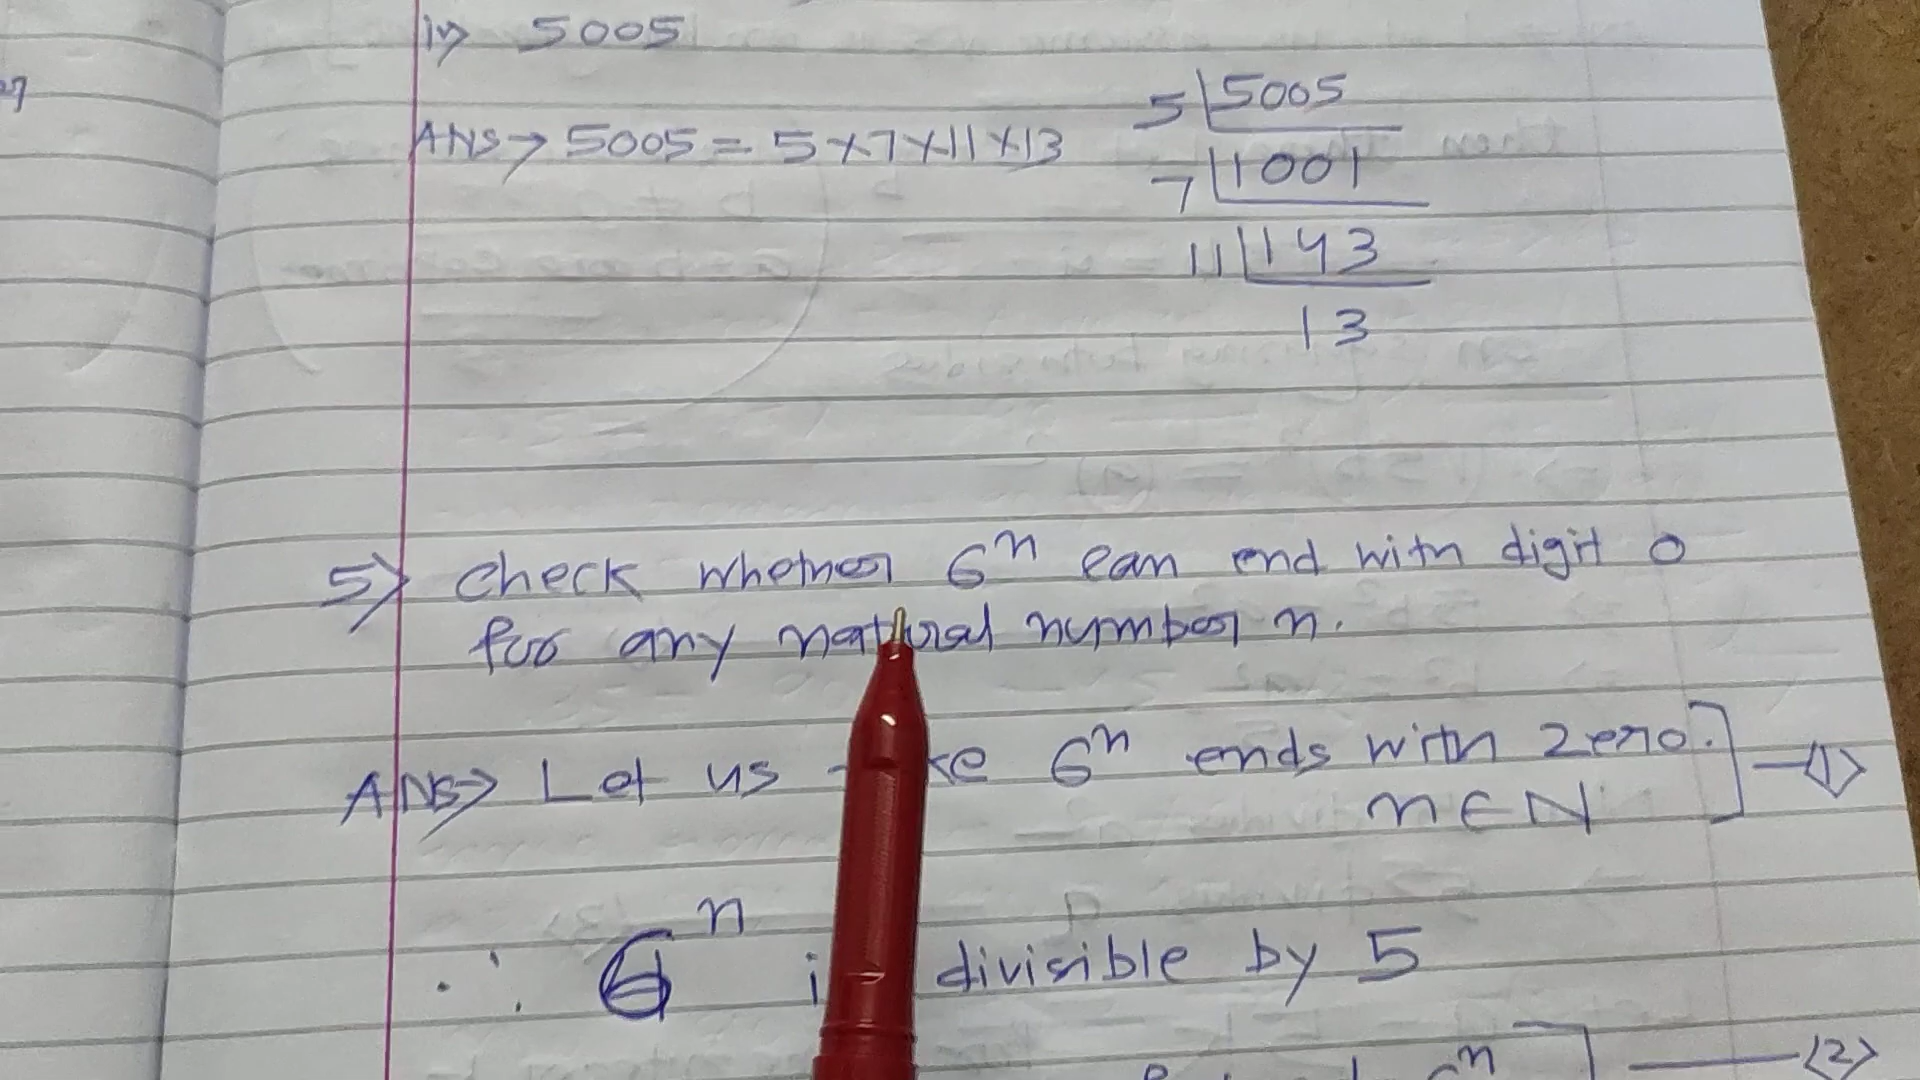 iv> 5005
ANS-> 5005 = 5×7×11×13
5 | 5005
7 | 1001
11 | 143
13
5> check whether 6ⁿ can end with digit 0
for any natural number n.
ANS-> Let us ke 6ⁿ ends with zero.] —<1>
n ∈ N
∴ 6ⁿ i divisible by 5
6ⁿ ] —<2>